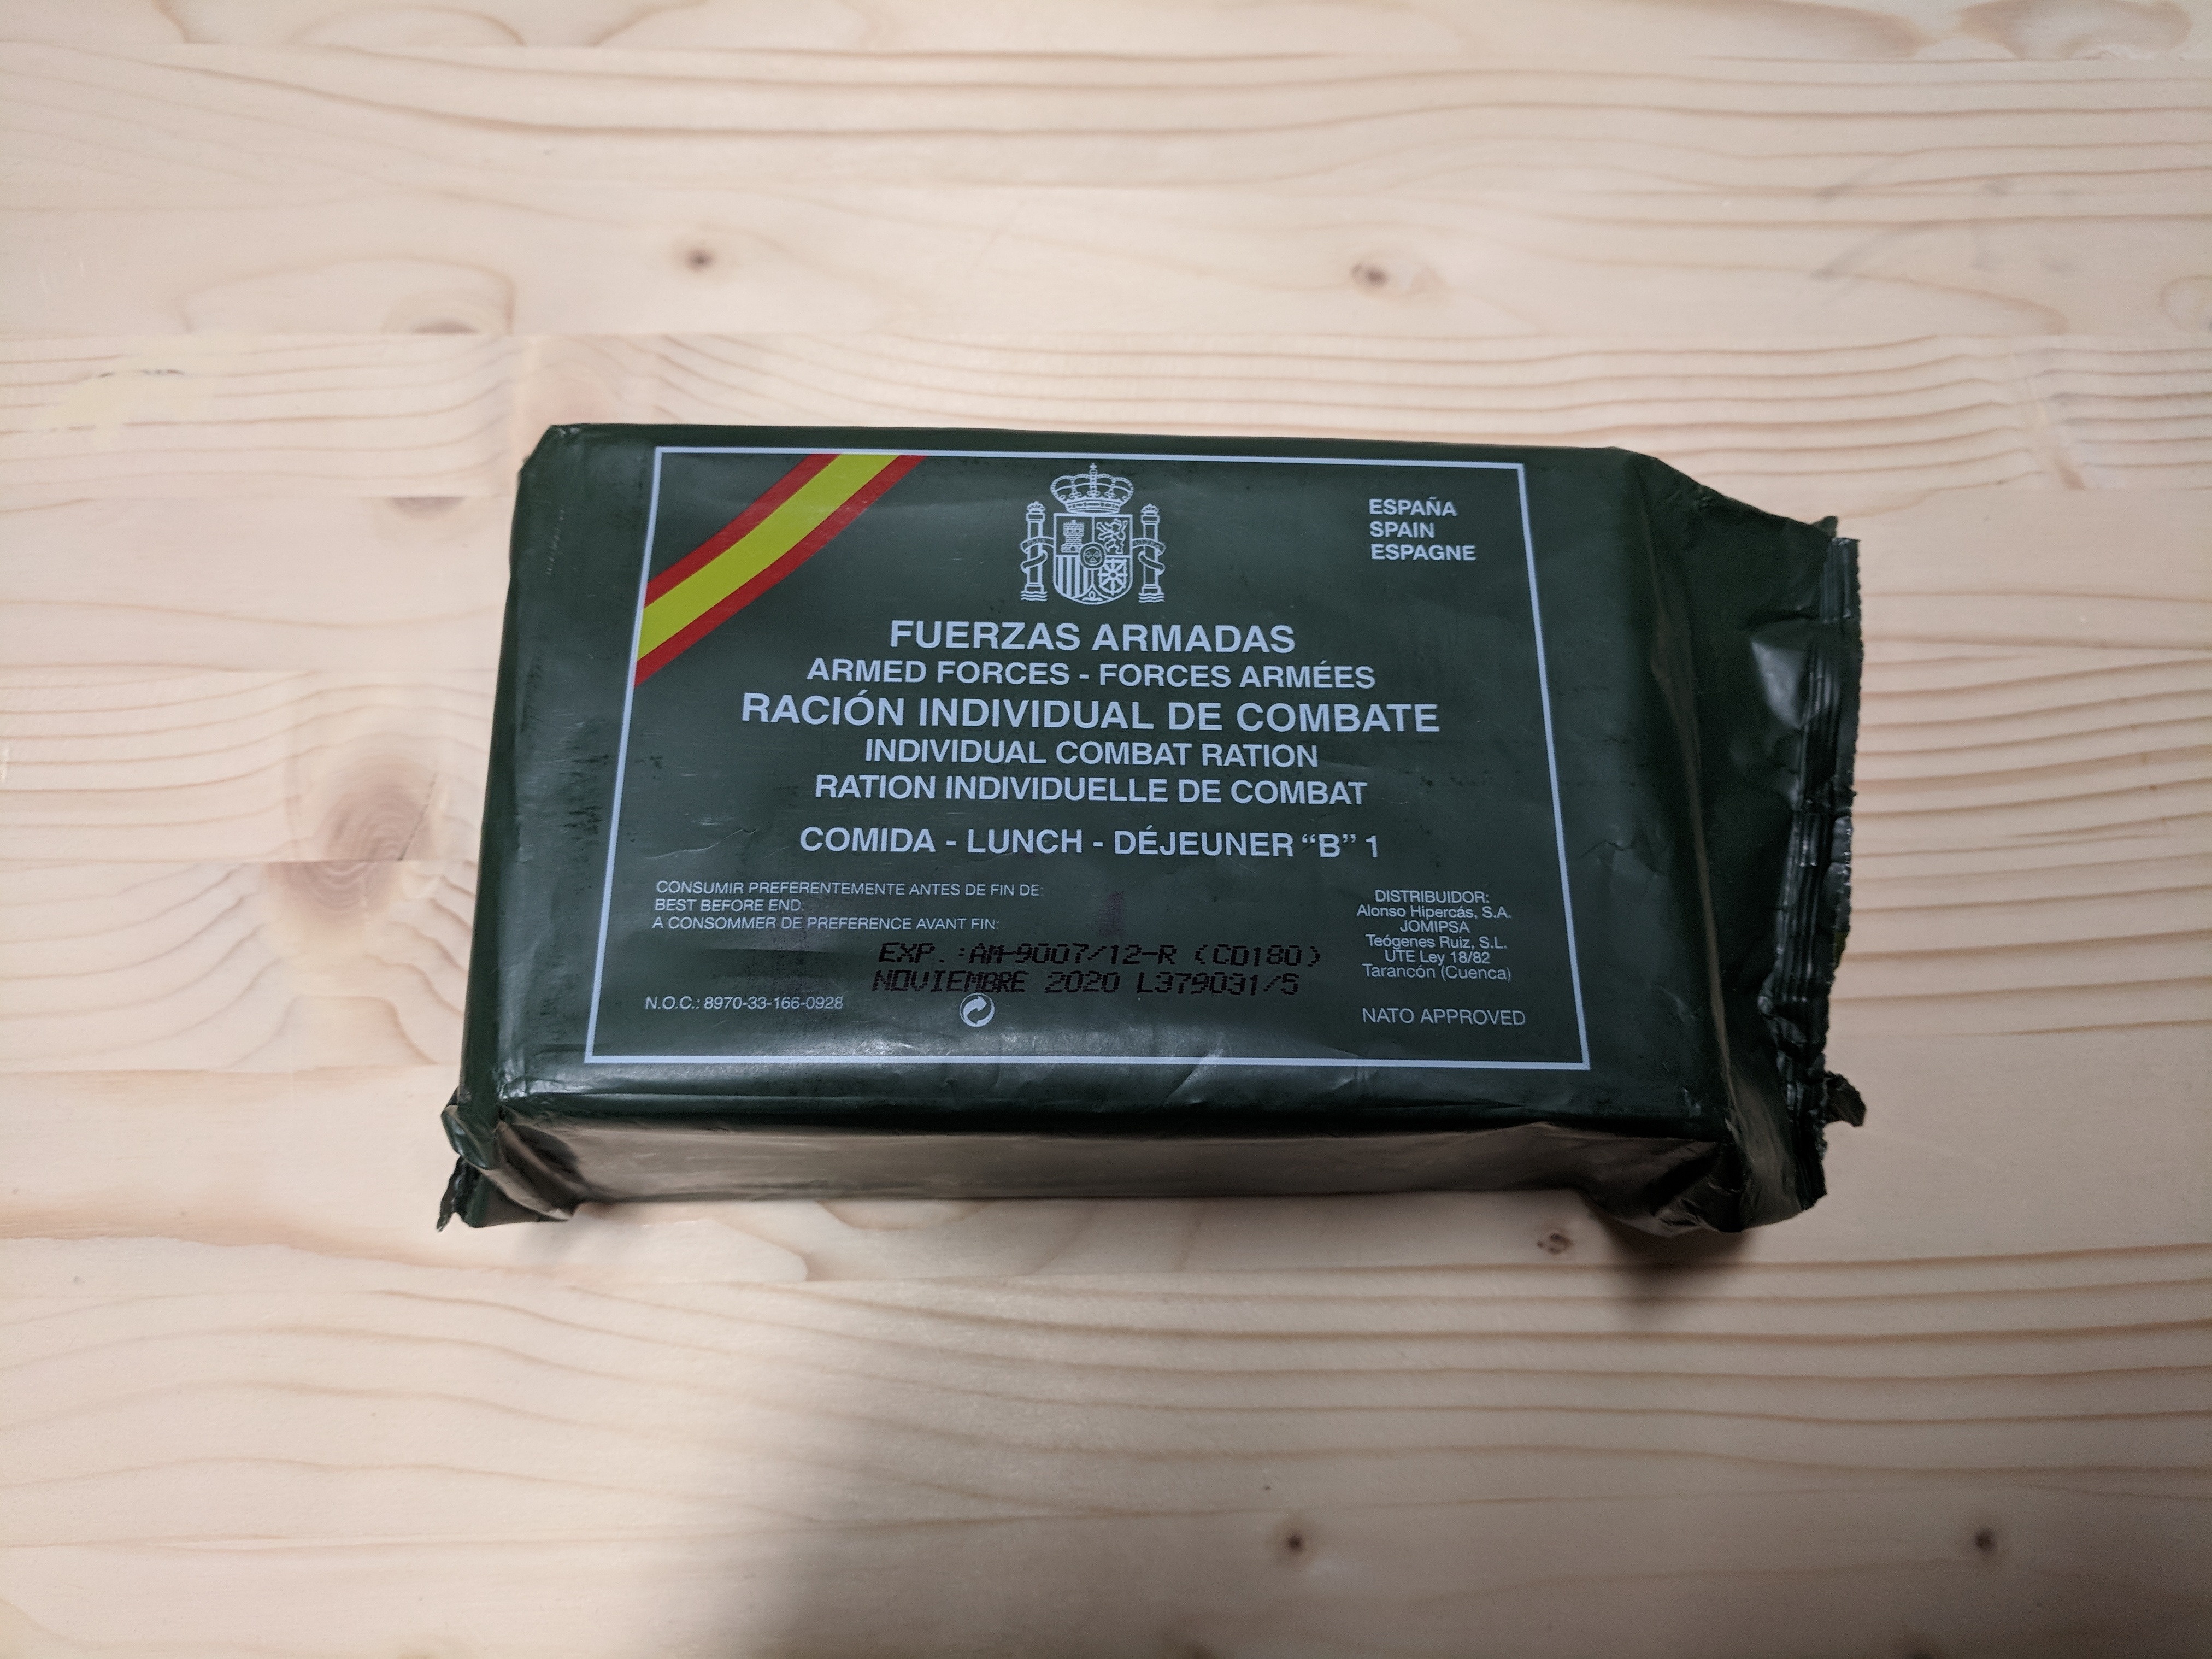 ESPAÑA
SPAIN
ESPAGNE
FUERZAS ARMADAS
ARMED FORCES - FORCES ARMÉES
RACIÓN INDIVIDUAL DE COMBATE
INDIVIDUAL COMBAT RATION
RATION INDIVIDUELLE DE COMBAT
COMIDA - LUNCH - DÉJEUNER “B” 1
CONSUMIR PREFERENTEMENTE ANTES DE FIN DE:
BEST BEFORE END:
A CONSOMMER DE PREFERENCE AVANT FIN:
EXP.:AM-9007/12-R (CD180)
NOVIEMBRE 2020 L379031/5
N.O.C.: 8970-33-166-0928
DISTRIBUIDOR:
Alonso Hipercás, S.A.
JOMIPSA
Teógenes Ruiz, S.L.
UTE Ley 18/82
Tarancón (Cuenca)
NATO APPROVED